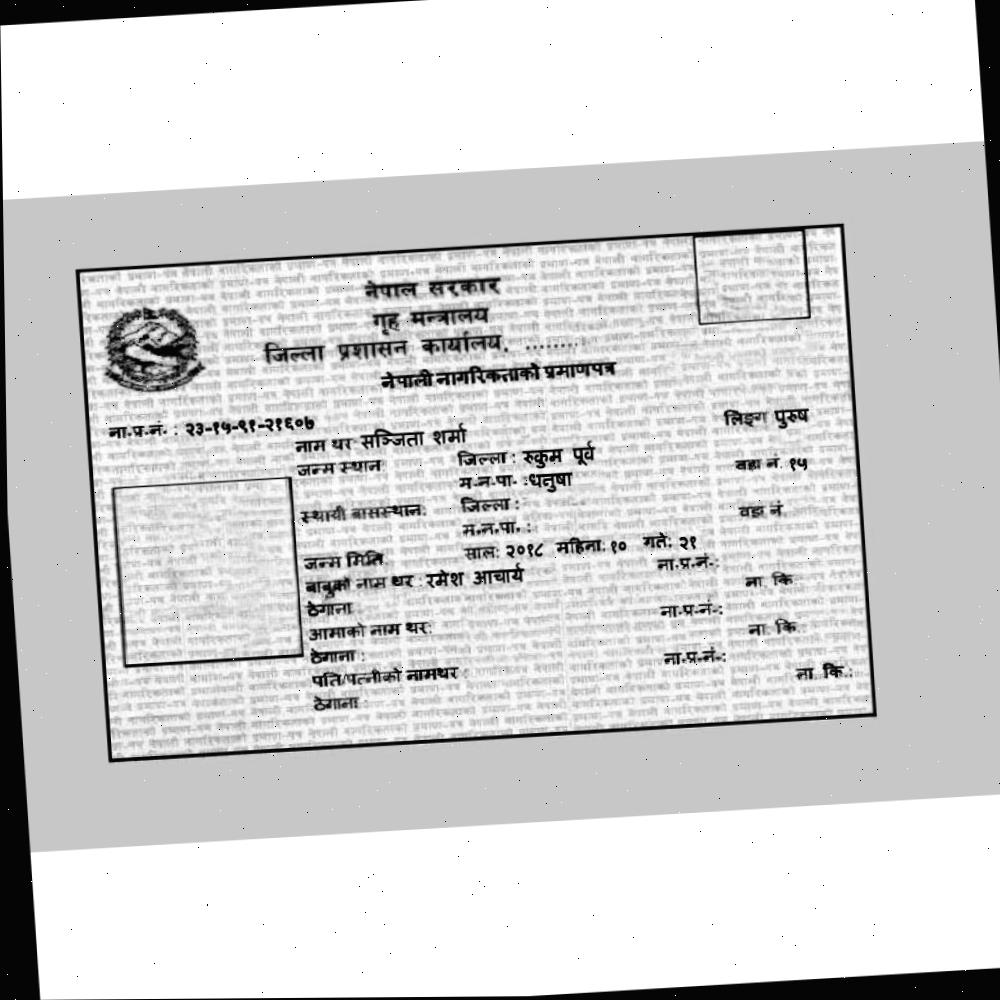 नेपाल सरकार
गृह मन्त्रालय
जिल्ला प्रशासन कार्यालय, ........
नेपाली नागरिकताको प्रमाणपत्र
ना.प्र.नं. : २३-१५-९१-२१६०७
लिङ्ग पुरुष
नाम थर सञ्जिता शर्मा
जन्म स्थान जिल्ला : रुकुम पूर्व
म.न.पा. :धनुषा वडा नं. १५
स्थायी बासस्थान: जिल्ला :
म.न.पा. : वडा नं.
जन्म मिति साल: २०१८ महिना: १० गते: २१
बाबुको नाम थर : रमेश आचार्य ना.प्र.नं.:
ठेगाना ना. कि.
आमाको नाम थर: ना.प्र.नं.:
ठेगाना : ना. कि.:
पति/पत्नीको नामथर : ना.प्र.नं.:
ठेगाना : ना. कि.: